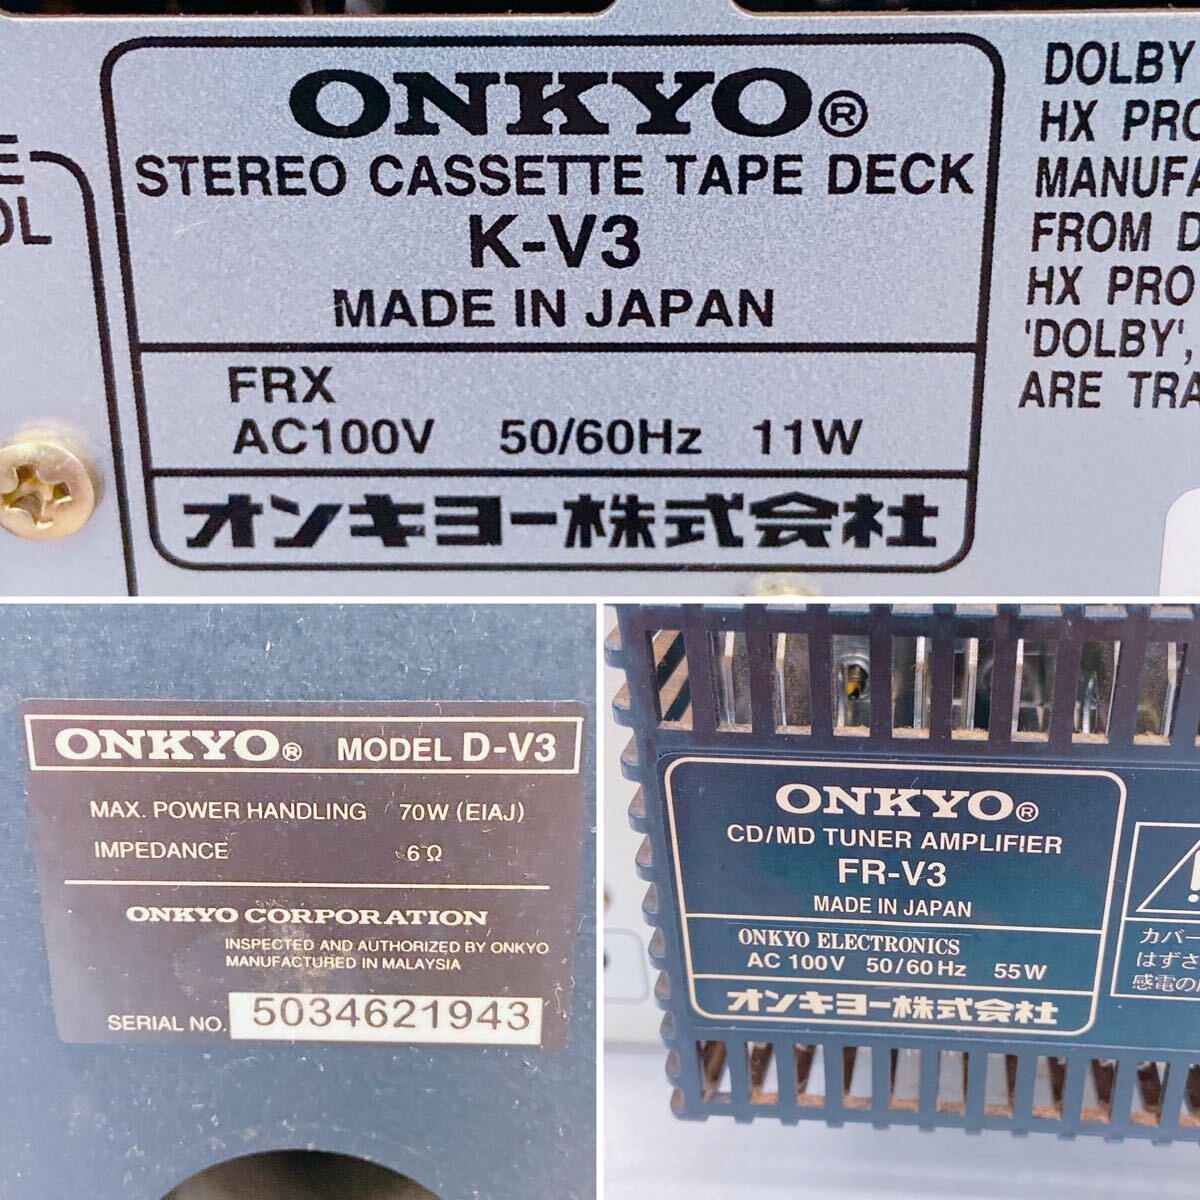 ONKYO®
STEREO CASSETTE TAPE DECK
K-V3
MADE IN JAPAN
FRX
AC100V 50/60Hz 11W
オンキヨー株式会社
DOLBY
HX PRO
MANUFA
FROM D
HX PRO
'DOLBY',
ARE TRA
E
OL
ONKYO® MODEL D-V3
MAX. POWER HANDLING 70W (EIAJ)
IMPEDANCE 6Ω
ONKYO CORPORATION
INSPECTED AND AUTHORIZED BY ONKYO
MANUFACTURED IN MALAYSIA
SERIAL NO. 5034621943
ONKYO®
CD/MD TUNER AMPLIFIER
FR-V3
MADE IN JAPAN
ONKYO ELECTRONICS
AC 100V 50/60Hz 55W
オンキヨー株式会社
カバー
はずさ
感電の